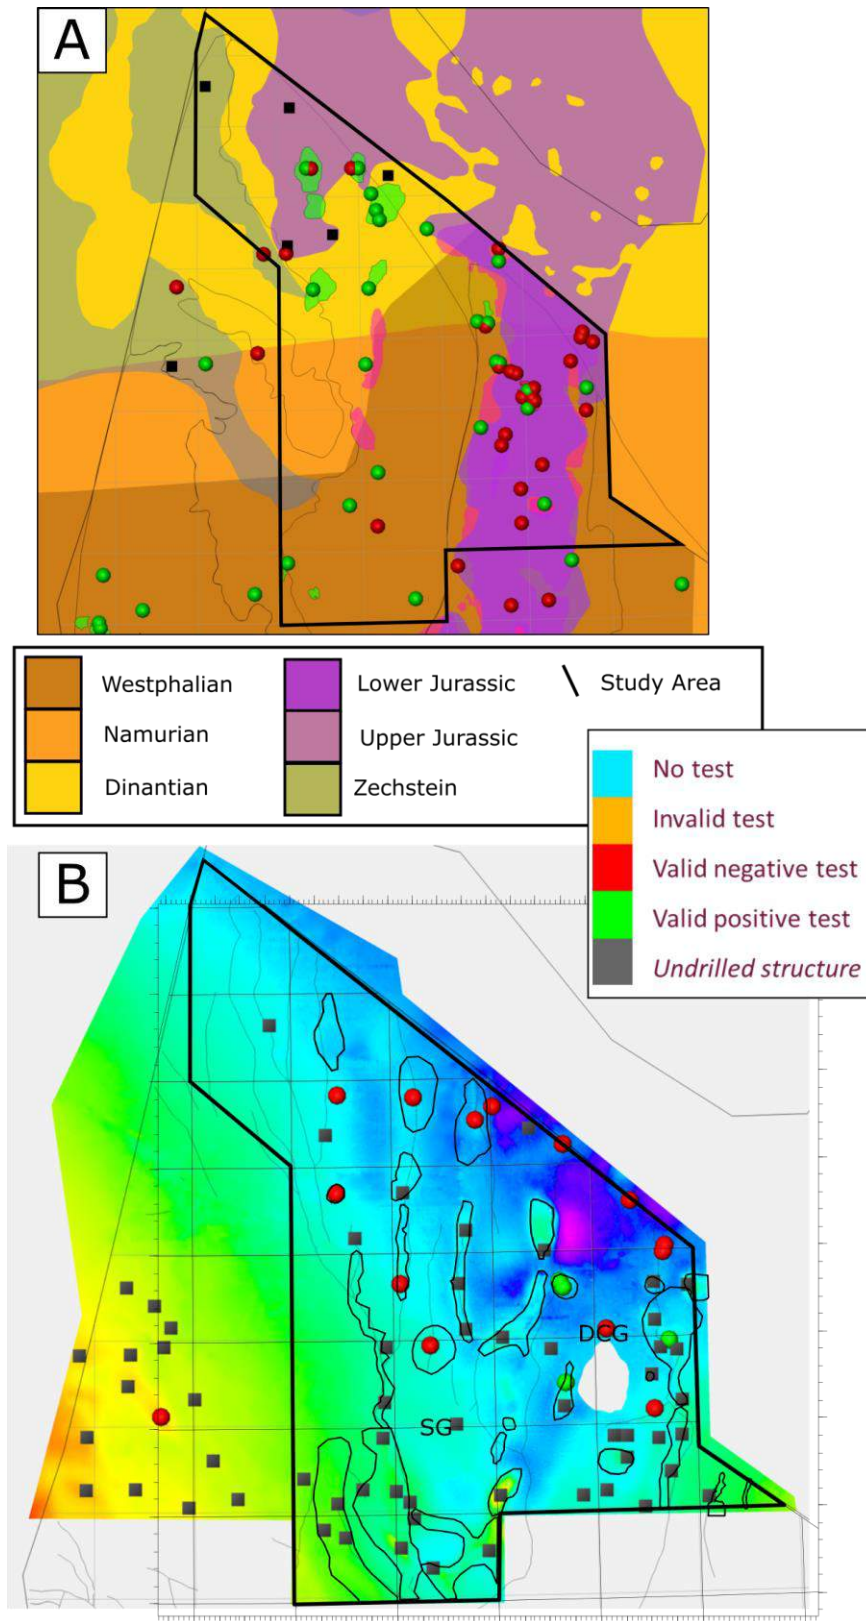 A
Westphalian
Lower Jurassic
Study Area
Namurian
Upper Jurassic
Dinantian
Zechstein
No test
Invalid test
Valid negative test
Valid positive test
Undrilled structure
B
DCG
SG